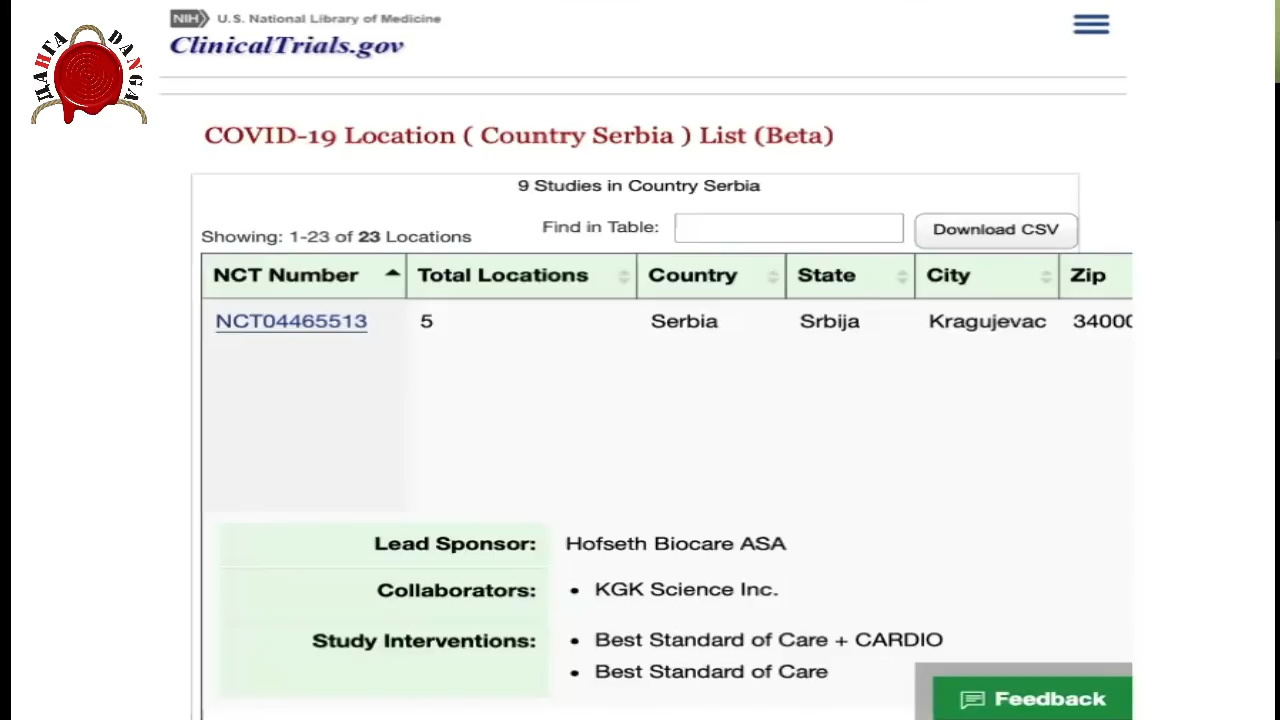 NIH U.S. National Library of Medicine
ClinicalTrials.gov
COVID-19 Location ( Country Serbia ) List (Beta)
9 Studies in Country Serbia
Showing: 1-23 of 23 Locations
Find in Table:
Download CSV
NCT Number Total Locations Country State City Zip
NCT04465513 5 Serbia Srbija Kragujevac 34000
Lead Sponsor: Hofseth Biocare ASA
Collaborators: • KGK Science Inc.
Study Interventions: • Best Standard of Care + CARDIO
• Best Standard of Care
Feedback